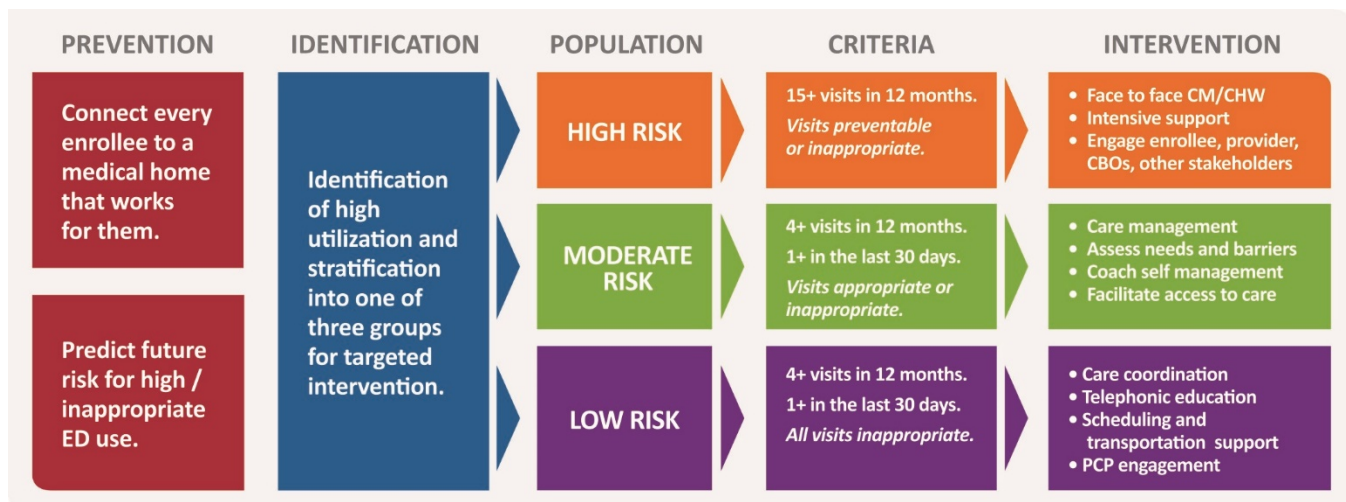 PREVENTION
IDENTIFICATION
POPULATION
CRITERIA
INTERVENTION
Connect every
enrollee to a
medical home
that works
for them.
Predict future
risk for high /
inappropriate
ED use.
Identification
of high
utilization and
stratification
into one of
three groups
for targeted
intervention.
HIGH RISK
15+ visits in 12 months.
Visits preventable
or inappropriate.
• Face to face CM/CHW
• Intensive support
• Engage enrollee, provider,
CBOs, other stakeholders
MODERATE
RISK
4+ visits in 12 months.
1+ in the last 30 days.
Visits appropriate or
inappropriate.
• Care management
• Assess needs and barriers
• Coach self management
• Facilitate access to care
LOW RISK
4+ visits in 12 months.
1+ in the last 30 days.
All visits inappropriate.
• Care coordination
• Telephonic education
• Scheduling and
transportation support
• PCP engagement